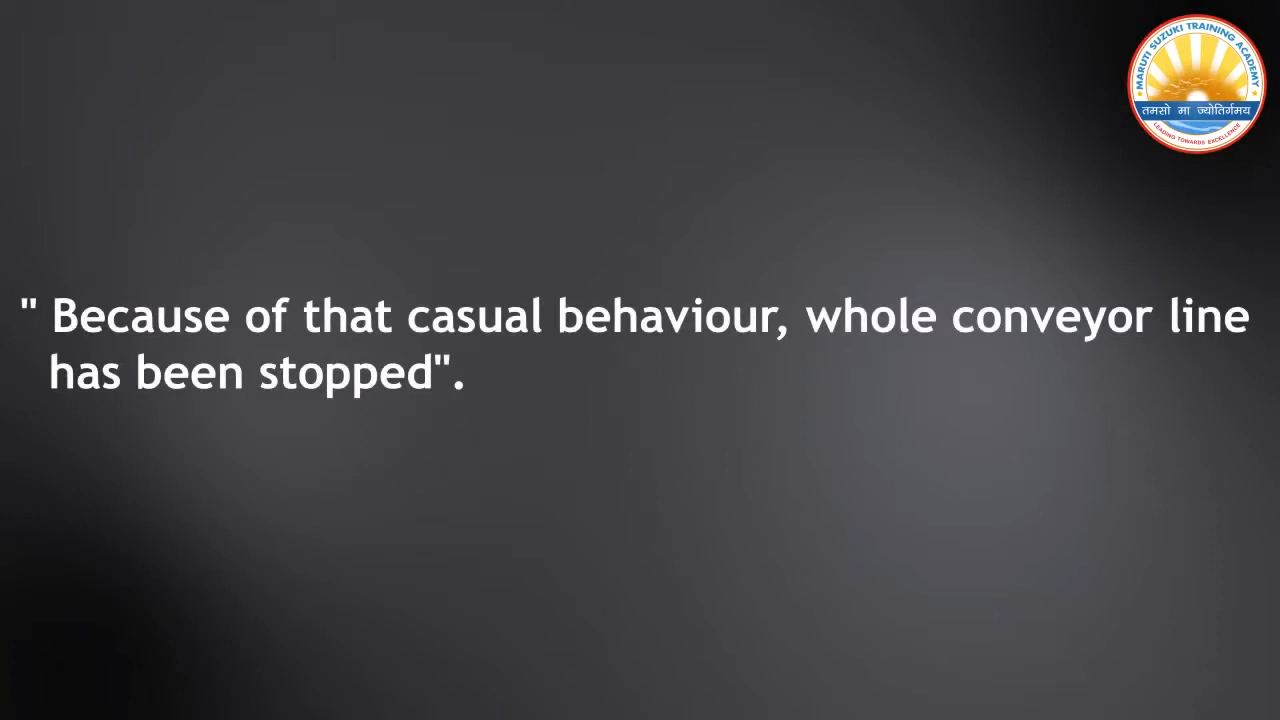 MARUTI SUZUKI TRAINING ACADEMY
तमसो मा ज्योतिर्गमय
LEADING TOWARDS EXCELLENCE
" Because of that casual behaviour, whole conveyor line
has been stopped".